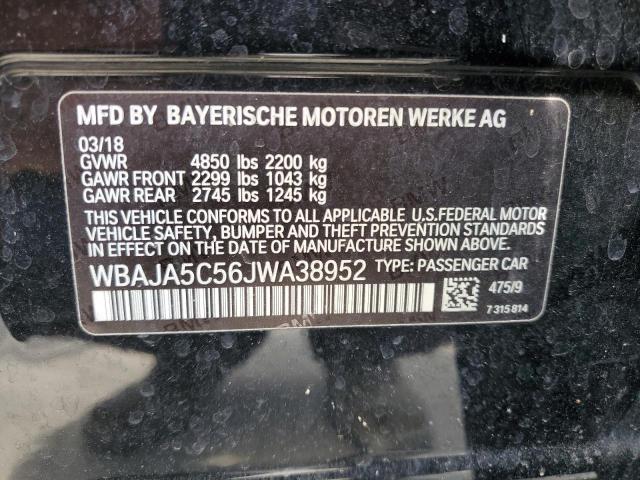 MFD BY BAYERISCHE MOTOREN WERKE AG
03/18
GVWR 4850 lbs 2200 kg
GAWR FRONT 2299 lbs 1043 kg
GAWR REAR 2745 lbs 1245 kg
THIS VEHICLE CONFORMS TO ALL APPLICABLE U.S.FEDERAL MOTOR
VEHICLE SAFETY, BUMPER AND THEFT PREVENTION STANDARDS
IN EFFECT ON THE DATE OF MANUFACTURE SHOWN ABOVE.
WBAJA5C56JWA38952 TYPE: PASSENGER CAR
475/9
7 315 814